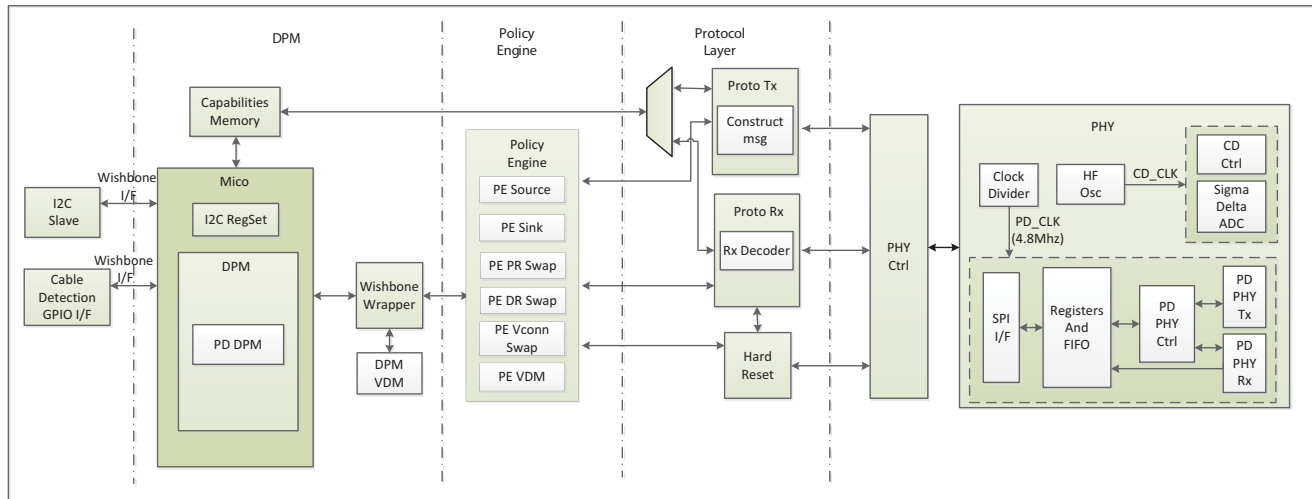 DPM
Policy
Engine
Protocol
Layer
Capabilities
Memory
Wishbone
I/F
I2C
Slave
Wishbone
I/F
Cable
Detection
GPIO I/F
Mico
I2C RegSet
DPM
PD DPM
Wishbone
Wrapper
DPM
VDM
Policy
Engine
PE Source
PE Sink
PE PR Swap
PE DR Swap
PE Vconn
Swap
PE VDM
Proto Tx
Construct
msg
Proto Rx
Rx Decoder
Hard
Reset
PHY
Ctrl
PHY
Clock
Divider
HF
Osc
CD_CLK
CD
Ctrl
Sigma
Delta
ADC
PD_CLK
(4.8Mhz)
SPI
I/F
Registers
And
FIFO
PD
PHY
Ctrl
PD
PHY
Tx
PD
PHY
Rx